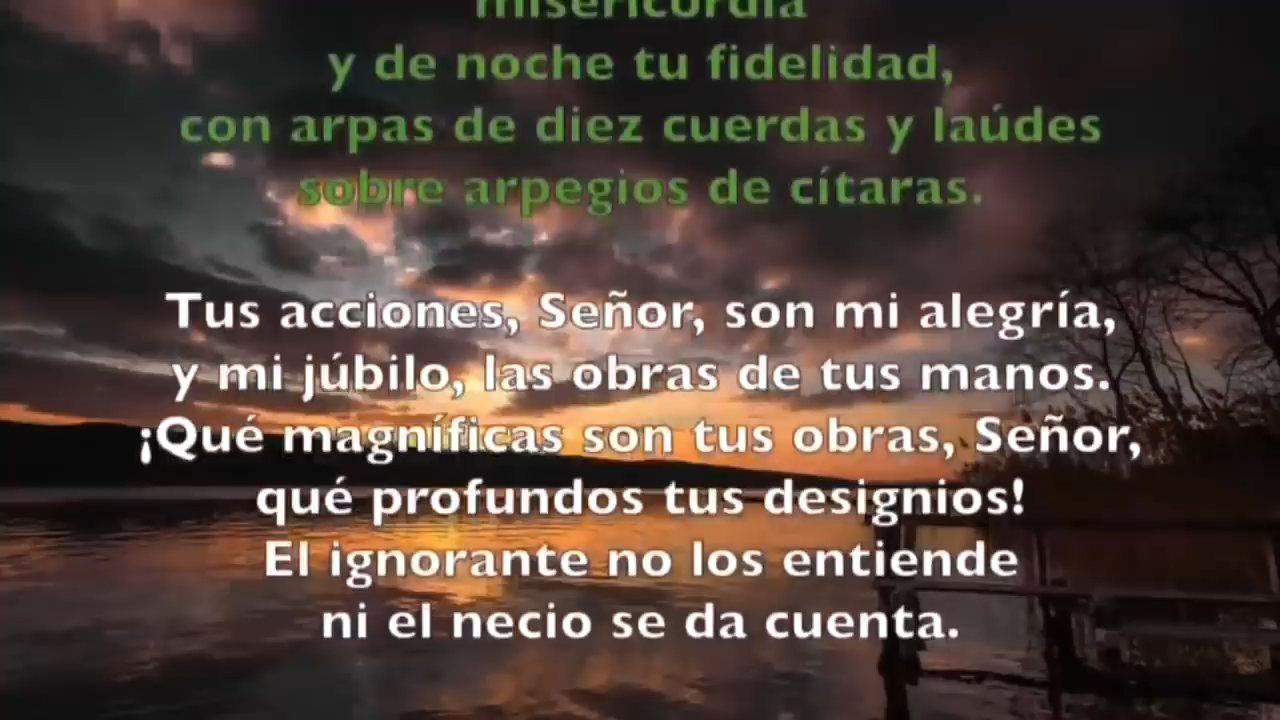 misericordia
y de noche tu fidelidad,
con arpas de diez cuerdas y laúdes
sobre arpegios de cítaras.
Tus acciones, Señor, son mi alegría,
y mi júbilo, las obras de tus manos.
¡Qué magníficas son tus obras, Señor,
qué profundos tus designios!
El ignorante no los entiende
ni el necio se da cuenta.